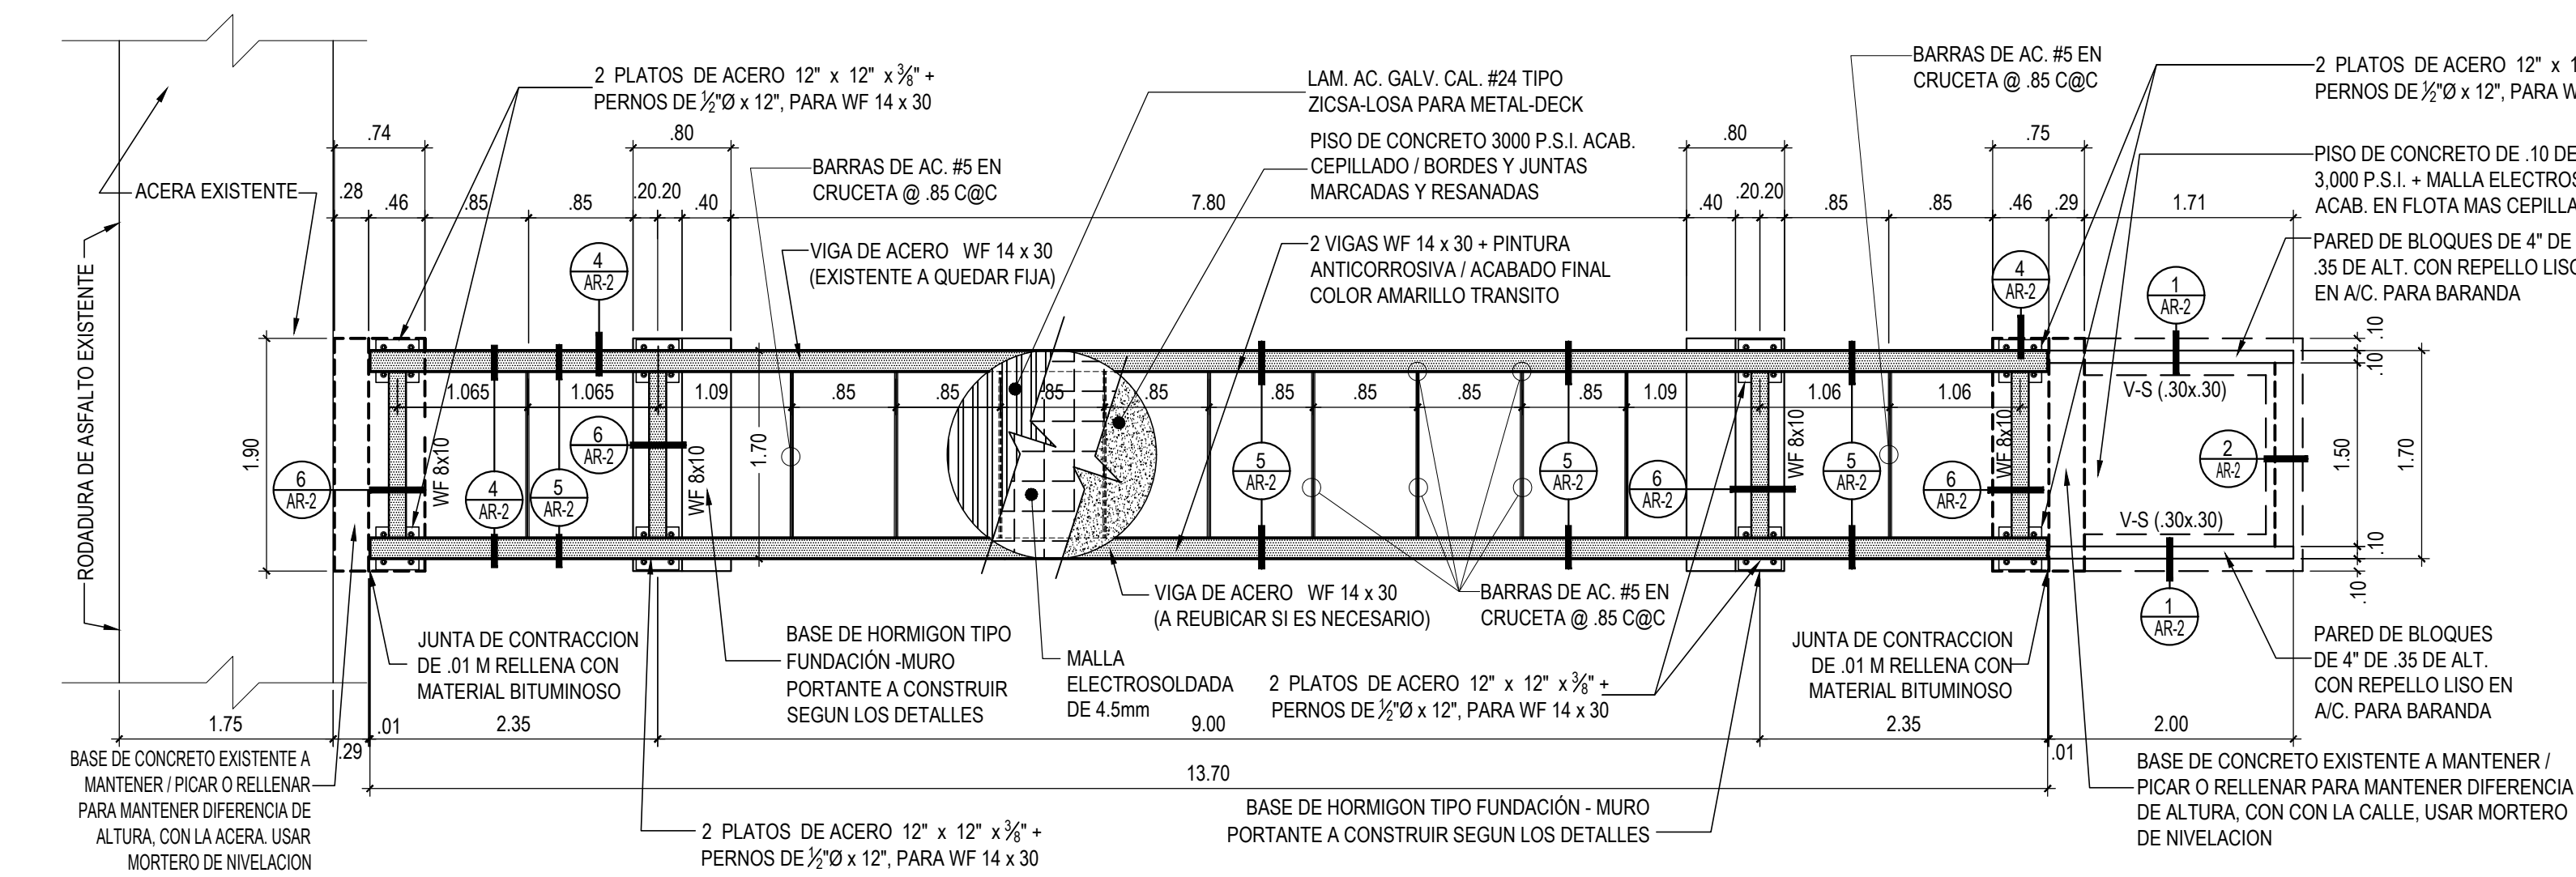 2 PLATOS DE ACERO 12" x 12" x 3/8" +
PERNOS DE 1/2"Ø x 12", PARA WF 14 x 30
LAM. AC. GALV. CAL. #24 TIPO
ZICSA-LOSA PARA METAL-DECK
BARRAS DE AC. #5 EN
CRUCETA @ .85 C@C
2 PLATOS DE ACERO 12" x 1
PERNOS DE 1/2"Ø x 12", PARA W
PISO DE CONCRETO 3000 P.S.I. ACAB.
CEPILLADO / BORDES Y JUNTAS
MARCADAS Y RESANADAS
PISO DE CONCRETO DE .10 DE
3,000 P.S.I. + MALLA ELECTROS
ACAB. EN FLOTA MAS CEPILLA
.74
.80
.80
.75
BARRAS DE AC. #5 EN
CRUCETA @ .85 C@C
ACERA EXISTENTE
.28
.46
.85
.85
.20
.20
.40
7.80
.40
.20
.20
.85
.85
.46
.29
1.71
VIGA DE ACERO WF 14 x 30
(EXISTENTE A QUEDAR FIJA)
2 VIGAS WF 14 x 30 + PINTURA
ANTICORROSIVA / ACABADO FINAL
COLOR AMARILLO TRANSITO
PARED DE BLOQUES DE 4" DE
.35 DE ALT. CON REPELLO LISO
EN A/C. PARA BARANDA
4
AR-2
4
AR-2
1
AR-2
RODADURA DE ASFALTO EXISTENTE
1.90
1.065
1.065
1.09
.85
.85
.85
.85
.85
.85
.85
.85
1.09
1.06
1.06
V-S (.30x.30)
.10
.10
6
AR-2
WF 8x10
4
AR-2
5
AR-2
6
AR-2
WF 8x10
1.70
5
AR-2
5
AR-2
6
AR-2
WF 8x10
5
AR-2
6
AR-2
WF 8x10
2
AR-2
1.50
1.70
V-S (.30x.30)
.10
.10
1
AR-2
VIGA DE ACERO WF 14 x 30
(A REUBICAR SI ES NECESARIO)
BARRAS DE AC. #5 EN
CRUCETA @ .85 C@C
JUNTA DE CONTRACCION
DE .01 M RELLENA CON
MATERIAL BITUMINOSO
BASE DE HORMIGON TIPO
FUNDACIÓN -MURO
PORTANTE A CONSTRUIR
SEGUN LOS DETALLES
MALLA
ELECTROSOLDADA
DE 4.5mm
2 PLATOS DE ACERO 12" x 12" x 3/8" +
PERNOS DE 1/2"Ø x 12", PARA WF 14 x 30
JUNTA DE CONTRACCION
DE .01 M RELLENA CON
MATERIAL BITUMINOSO
PARED DE BLOQUES
DE 4" DE .35 DE ALT.
CON REPELLO LISO EN
A/C. PARA BARANDA
1.75
.29
.01
2.35
9.00
2.35
.01
2.00
13.70
BASE DE CONCRETO EXISTENTE A
MANTENER / PICAR O RELLENAR
PARA MANTENER DIFERENCIA DE
ALTURA, CON LA ACERA. USAR
MORTERO DE NIVELACION
2 PLATOS DE ACERO 12" x 12" x 3/8" +
PERNOS DE 1/2"Ø x 12", PARA WF 14 x 30
BASE DE HORMIGON TIPO FUNDACIÓN - MURO
PORTANTE A CONSTRUIR SEGUN LOS DETALLES
BASE DE CONCRETO EXISTENTE A MANTENER /
PICAR O RELLENAR PARA MANTENER DIFERENCIA
DE ALTURA, CON CON LA CALLE, USAR MORTERO
DE NIVELACION